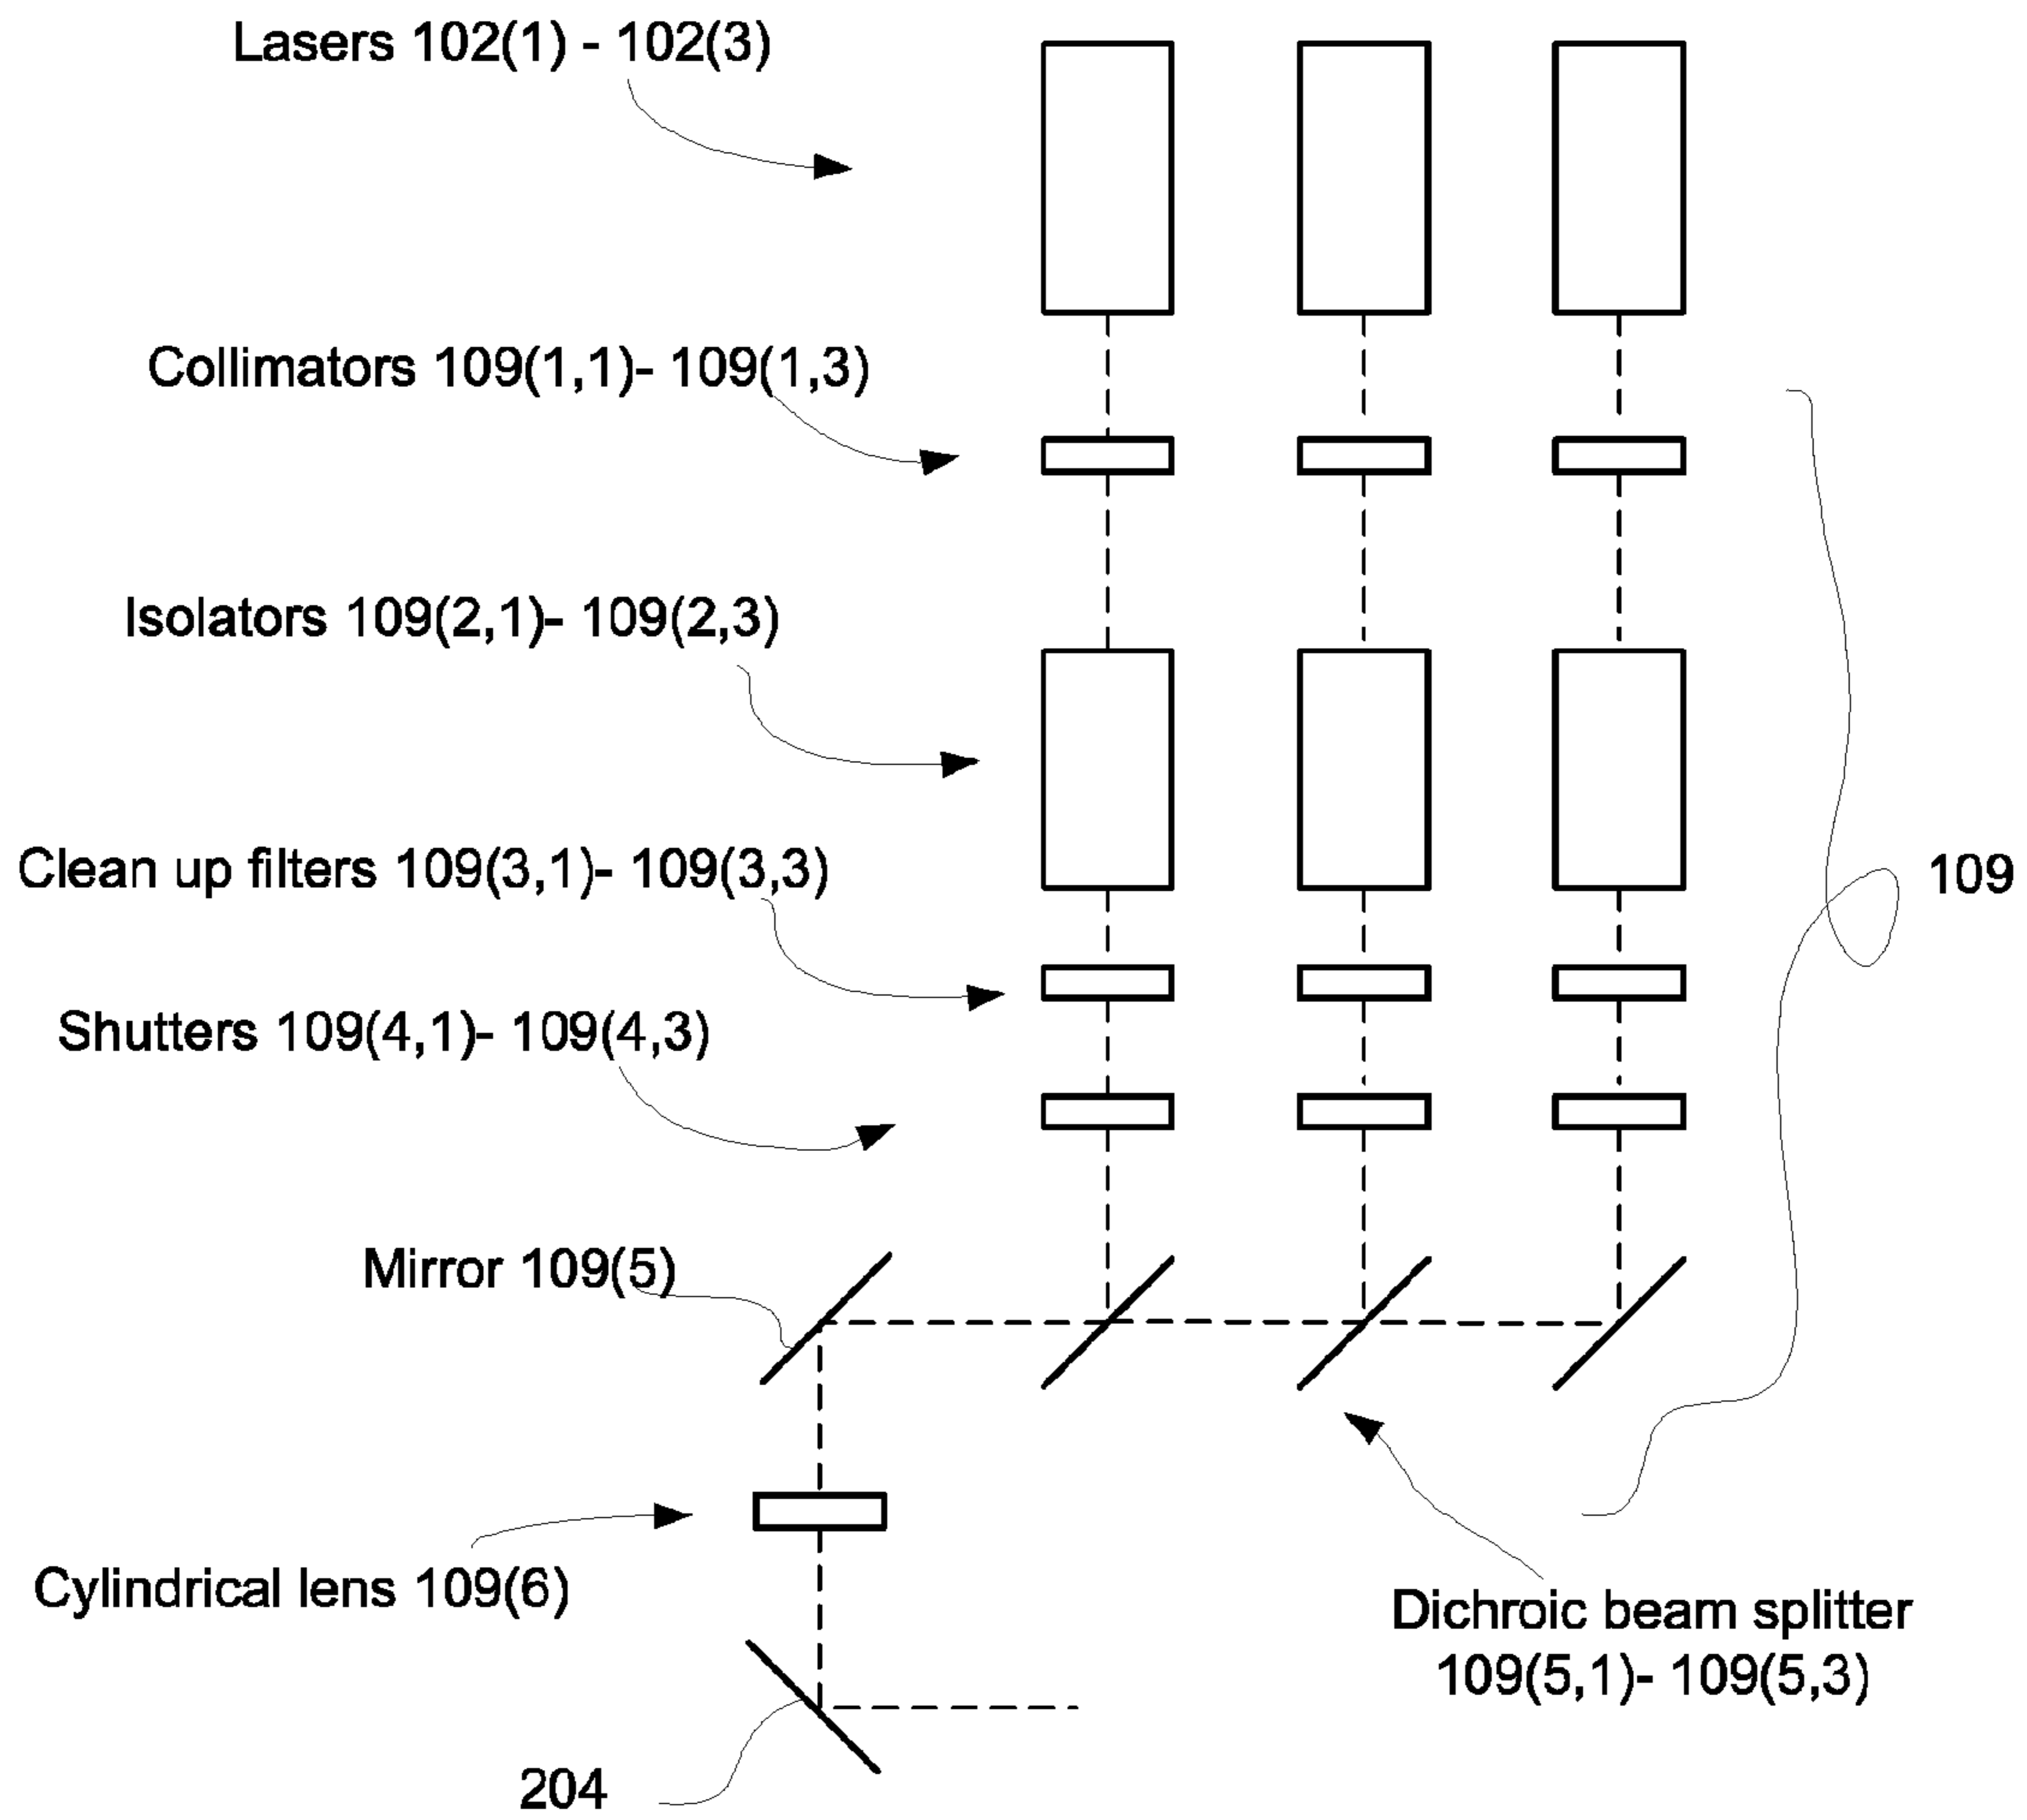 Lasers 102(1) - 102(3)
Collimators 109(1,1)- 109(1,3)
Isolators 109(2,1)- 109(2,3)
Clean up filters 109(3,1)- 109(3,3)
109
Shutters 109(4,1)- 109(4,3)
Mirror 109(5)
Cylindrical lens 109(6)
Dichroic beam splitter
109(5,1)- 109(5,3)
204